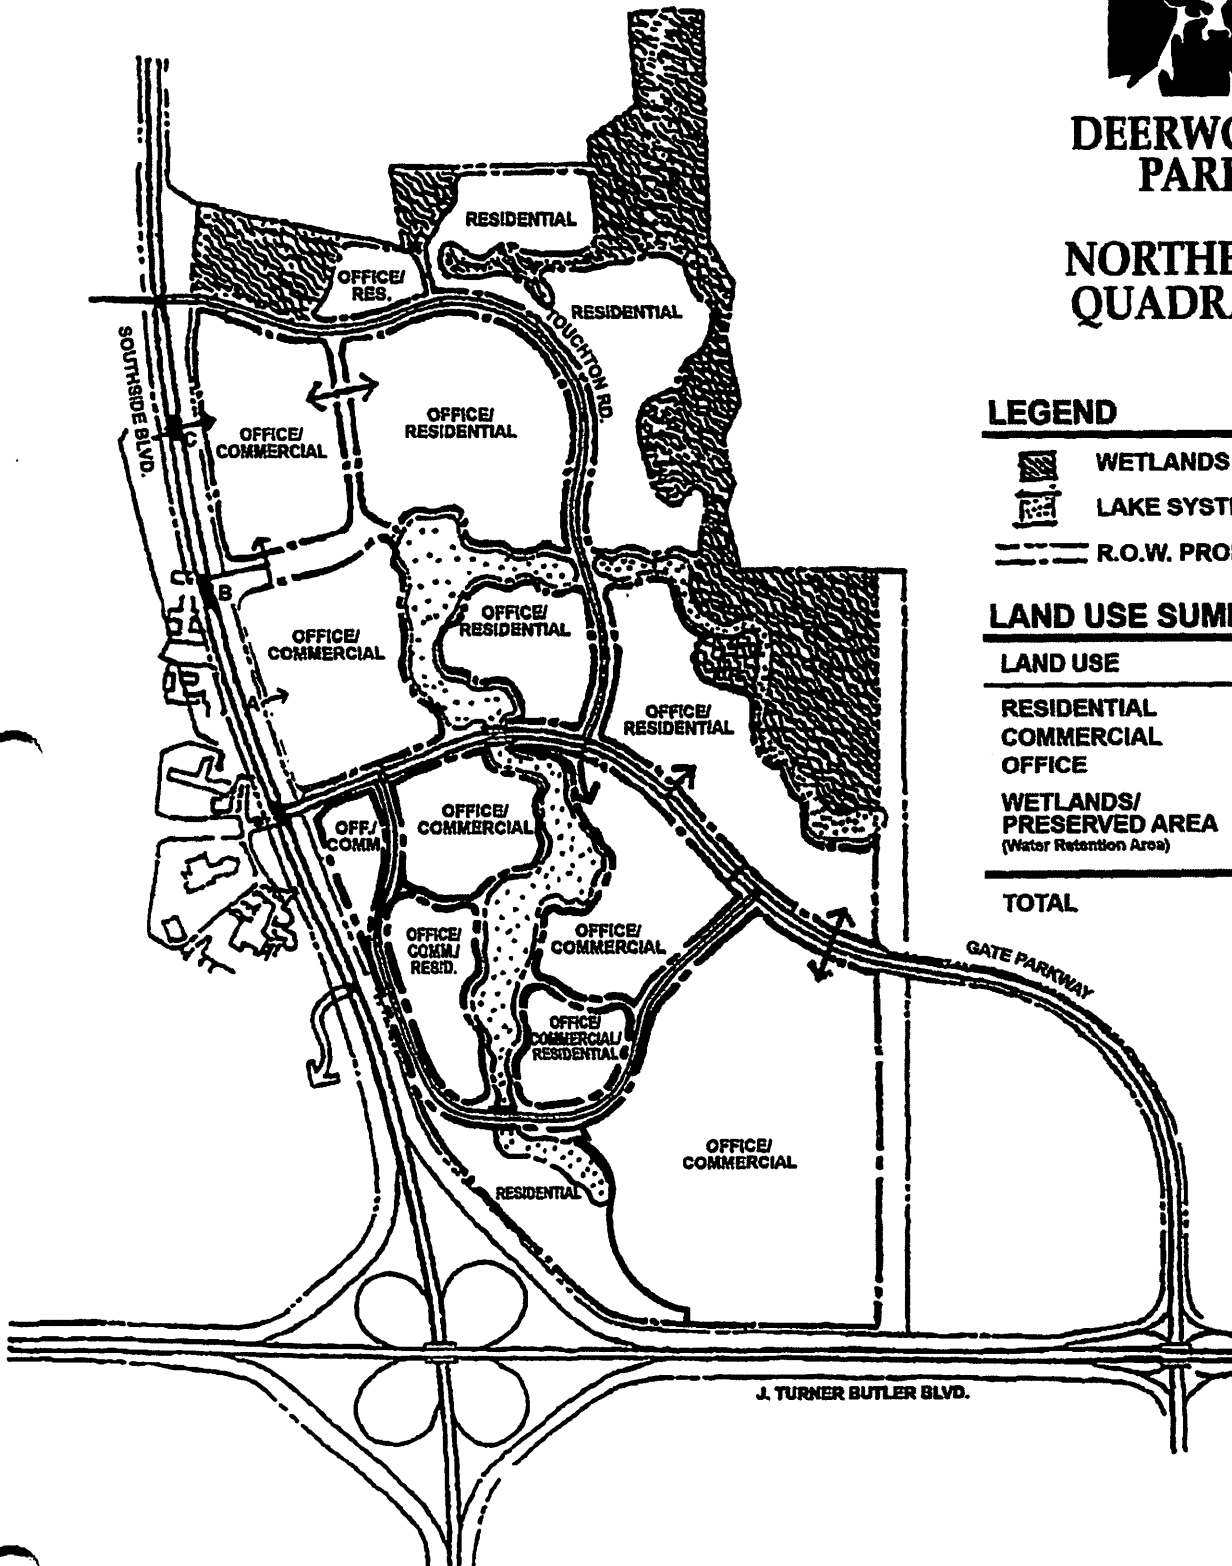 DEERWO
PAR
NORTHE
QUADRA
RESIDENTIAL
OFFICE/
RES.
RESIDENTIAL
TOUCHTON RD.
SOUTHSIDE BLVD.
OFFICE/
RESIDENTIAL
OFFICE/
COMMERCIAL
C
LEGEND
WETLANDS
LAKE SYST
R.O.W. PRO
B
OFFICE/
RESIDENTIAL
OFFICE/
COMMERCIAL
LAND USE SUM
LAND USE
A
OFFICE/
RESIDENTIAL
RESIDENTIAL
COMMERCIAL
OFFICE
WETLANDS/
PRESERVED AREA
(Water Retention Area)
TOTAL
OFFICE/
COMMERCIAL
OFF./
COMM.
OFFICE/
COMM./
RESID.
OFFICE/
COMMERCIAL
GATE PARKWAY
OFFICE/
COMMERCIAL/
RESIDENTIAL
OFFICE/
COMMERCIAL
RESIDENTIAL
J. TURNER BUTLER BLVD.